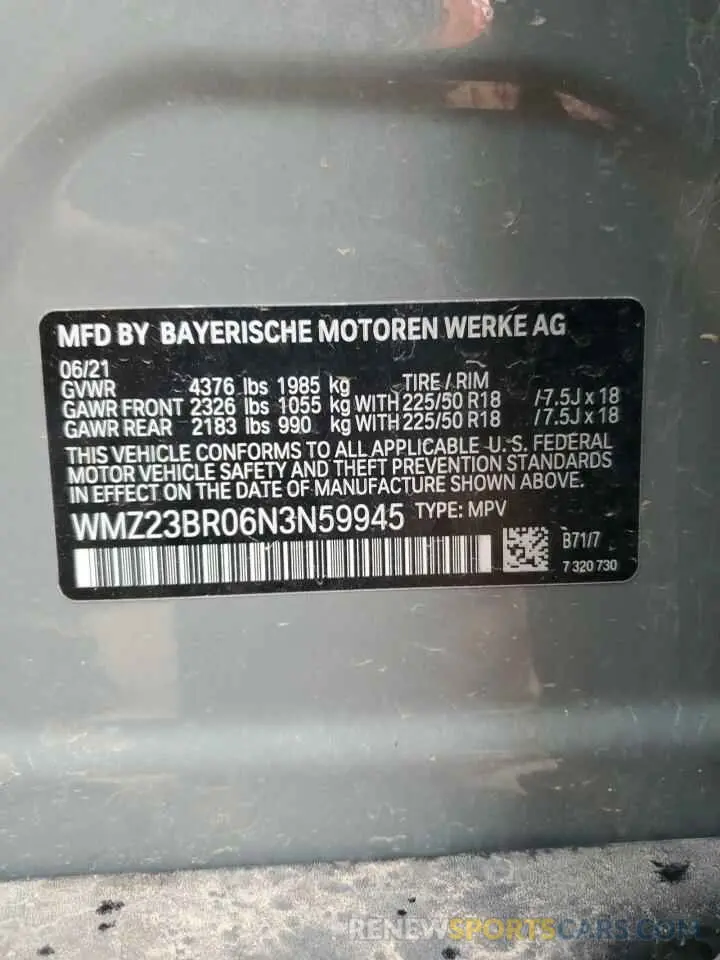 MFD BY BAYERISCHE MOTOREN WERKE AG
06/21
GVWR 4376 lbs 1985 kg TIRE / RIM
GAWR FRONT 2326 lbs 1055 kg WITH 225/50 R18 /7.5J x 18
GAWR REAR 2183 lbs 990 kg WITH 225/50 R18 /7.5J x 18
THIS VEHICLE CONFORMS TO ALL APPLICABLE U. S. FEDERAL
MOTOR VEHICLE SAFETY AND THEFT PREVENTION STANDARDS
IN EFFECT ON THE DATE OF MANUFACTURE SHOWN ABOVE.
WMZ23BR06N3N59945 TYPE: MPV
B71/7
7 320 730
RENEWSPORTSCARS.COM